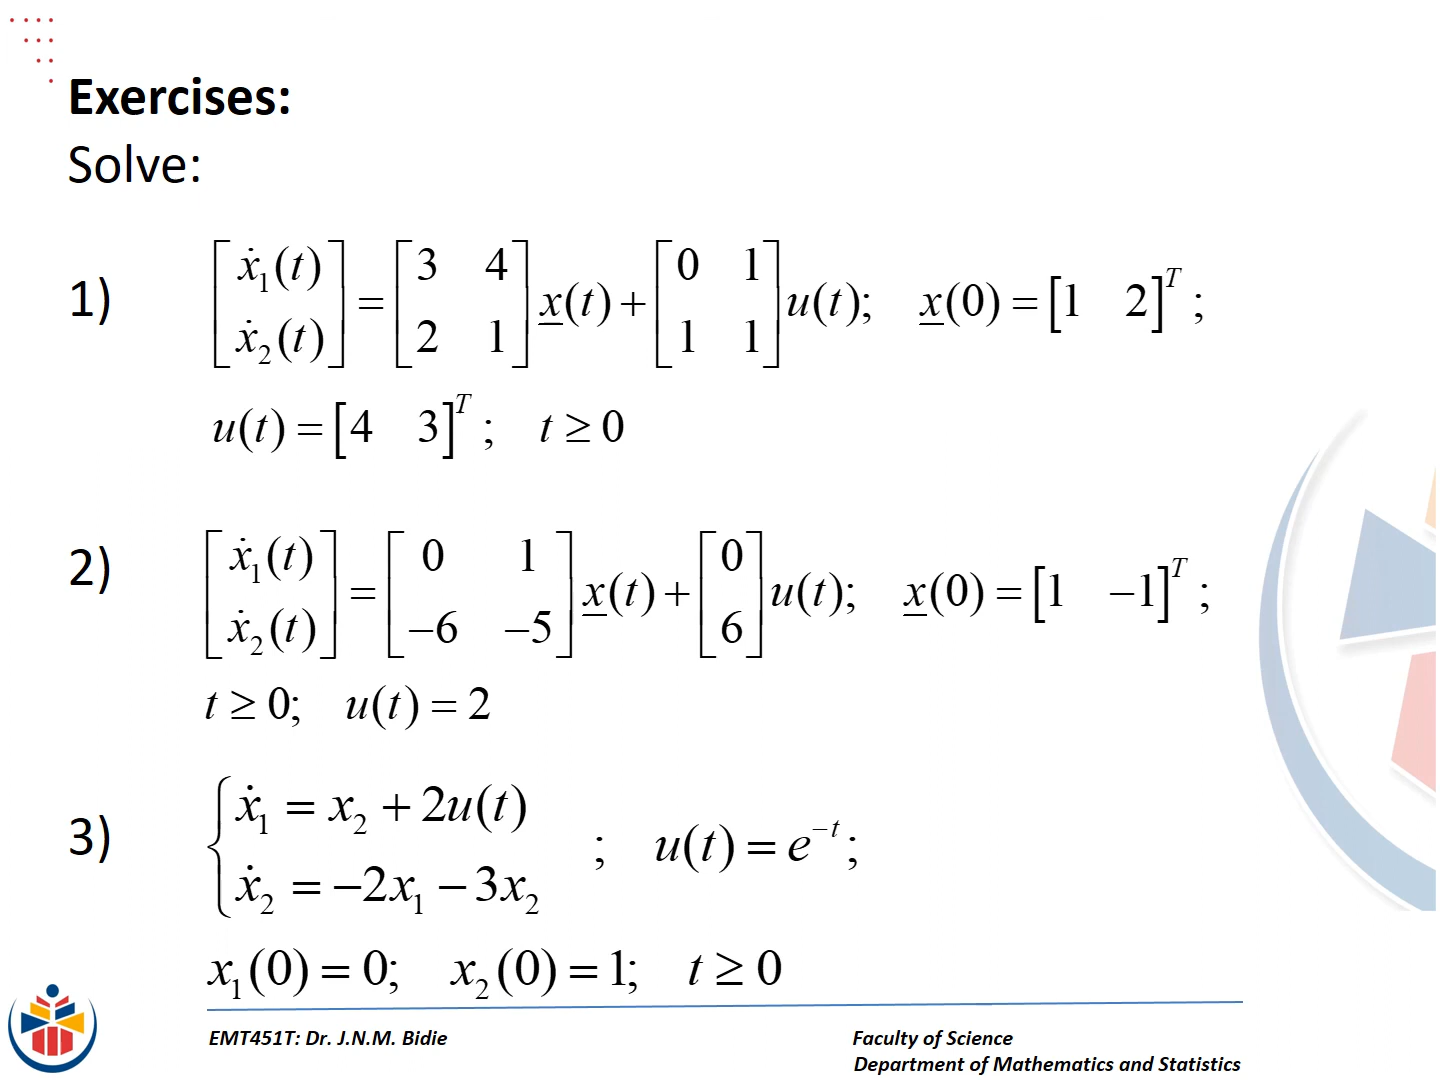 Exercises:
Solve:
1) [ẋ₁(t); ẋ₂(t)] = [3 4; 2 1] x̲(t) + [0 1; 1 1] u(t); x̲(0) = [1 2]ᵀ;
u(t) = [4 3]ᵀ; t ≥ 0
2) [ẋ₁(t); ẋ₂(t)] = [0 1; −6 −5] x̲(t) + [0; 6] u(t); x̲(0) = [1 −1]ᵀ;
t ≥ 0; u(t) = 2
3) { ẋ₁ = x₂ + 2u(t)
ẋ₂ = −2x₁ − 3x₂ ; u(t) = e⁻ᵗ;
x₁(0) = 0; x₂(0) = 1; t ≥ 0
EMT451T: Dr. J.N.M. Bidie
Faculty of Science
Department of Mathematics and Statistics